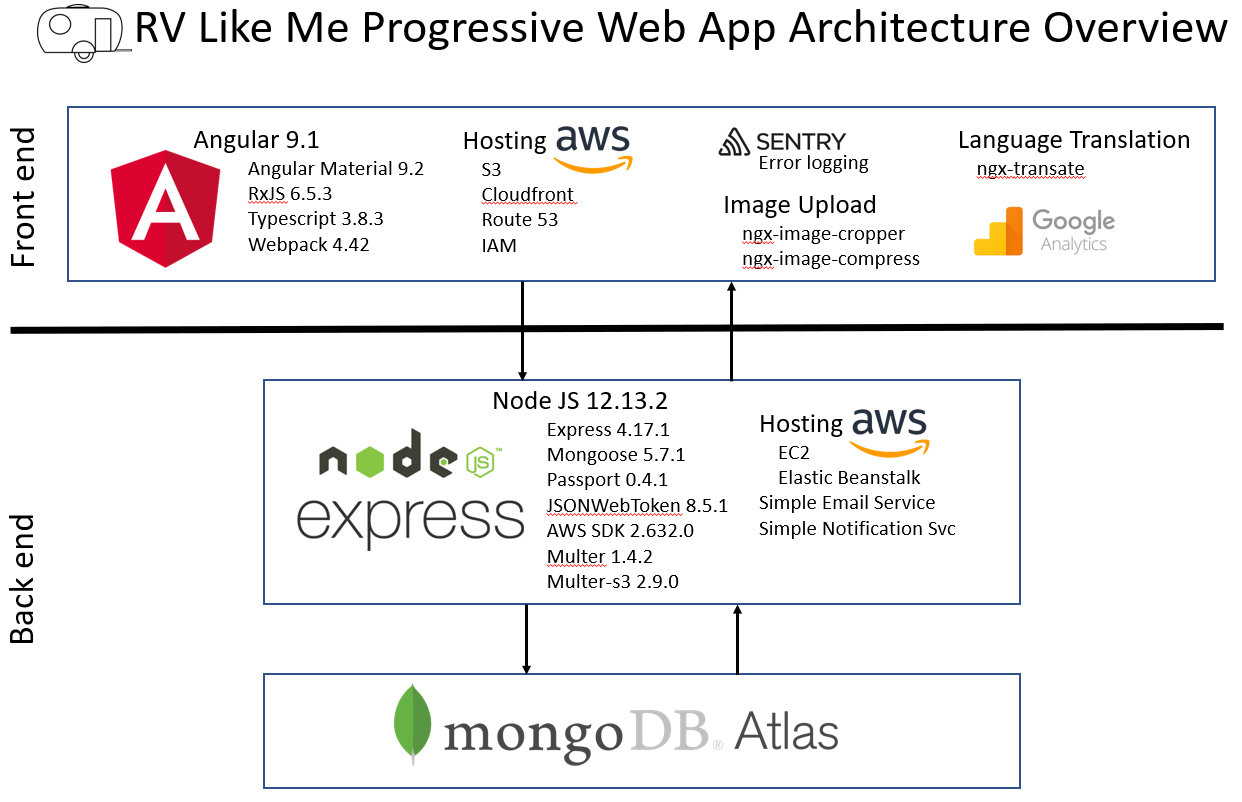 RV Like Me Progressive Web App Architecture Overview
Front end
Angular 9.1
Angular Material 9.2
RxJS 6.5.3
Typescript 3.8.3
Webpack 4.42
Hosting aws
S3
Cloudfront
Route 53
IAM
SENTRY
Error logging
Image Upload
ngx-image-cropper
ngx-image-compress
Language Translation
ngx-transate
Google
Analytics
Back end
node
JS™
express
Node JS 12.13.2
Express 4.17.1
Mongoose 5.7.1
Passport 0.4.1
JSONWebToken 8.5.1
AWS SDK 2.632.0
Multer 1.4.2
Multer-s3 2.9.0
Hosting aws
EC2
Elastic Beanstalk
Simple Email Service
Simple Notification Svc
mongoDB® Atlas